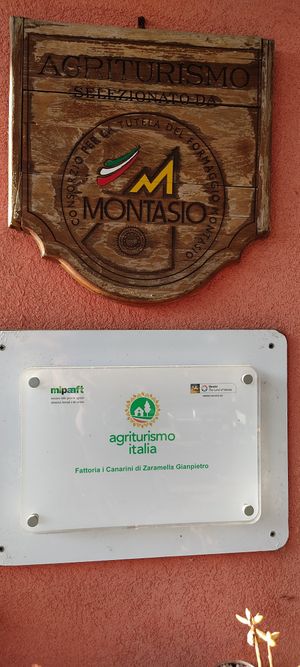 AGRITURISMO
SELEZIONATO DA
CONSORZIO PER LA TUTELA DEL FORMAGGIO MONTASIO
MONTASIO
mipaaft
agriturismo
italia
Fattoria i Canarini di Zaramella Gianpietro